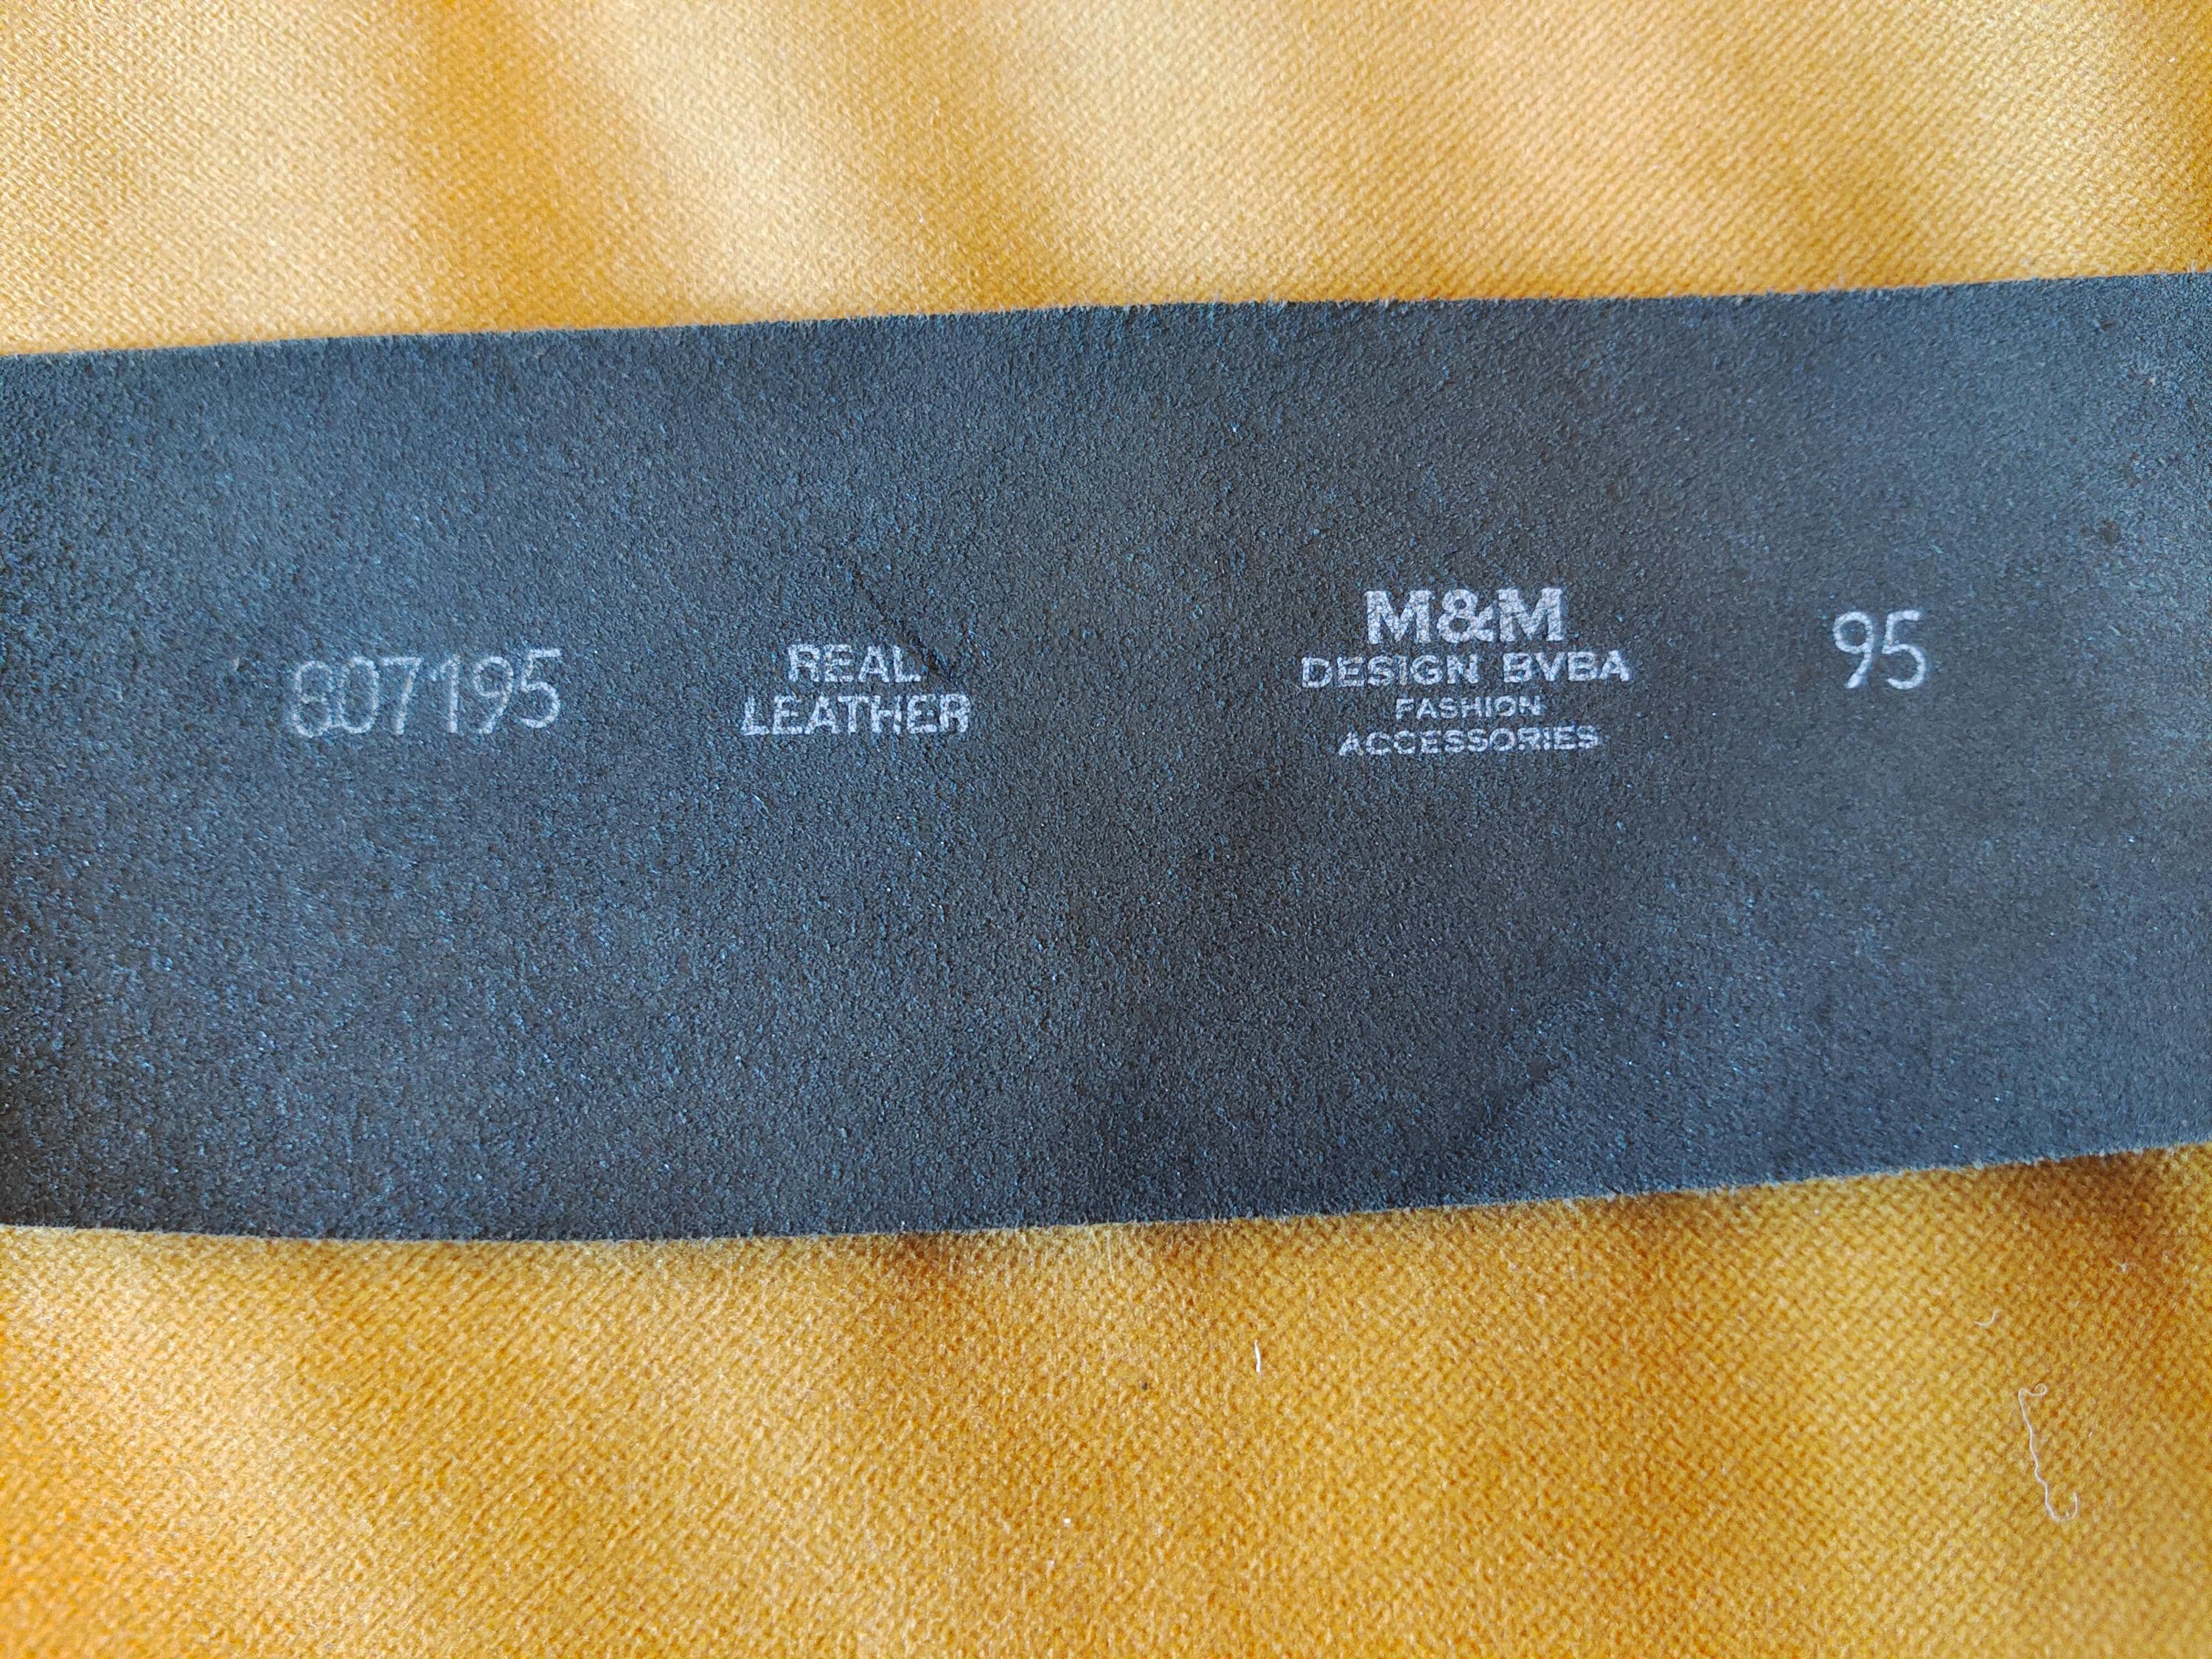 807195
REAL
LEATHER
M&M
DESIGN BVBA
FASHION
ACCESSORIES
95